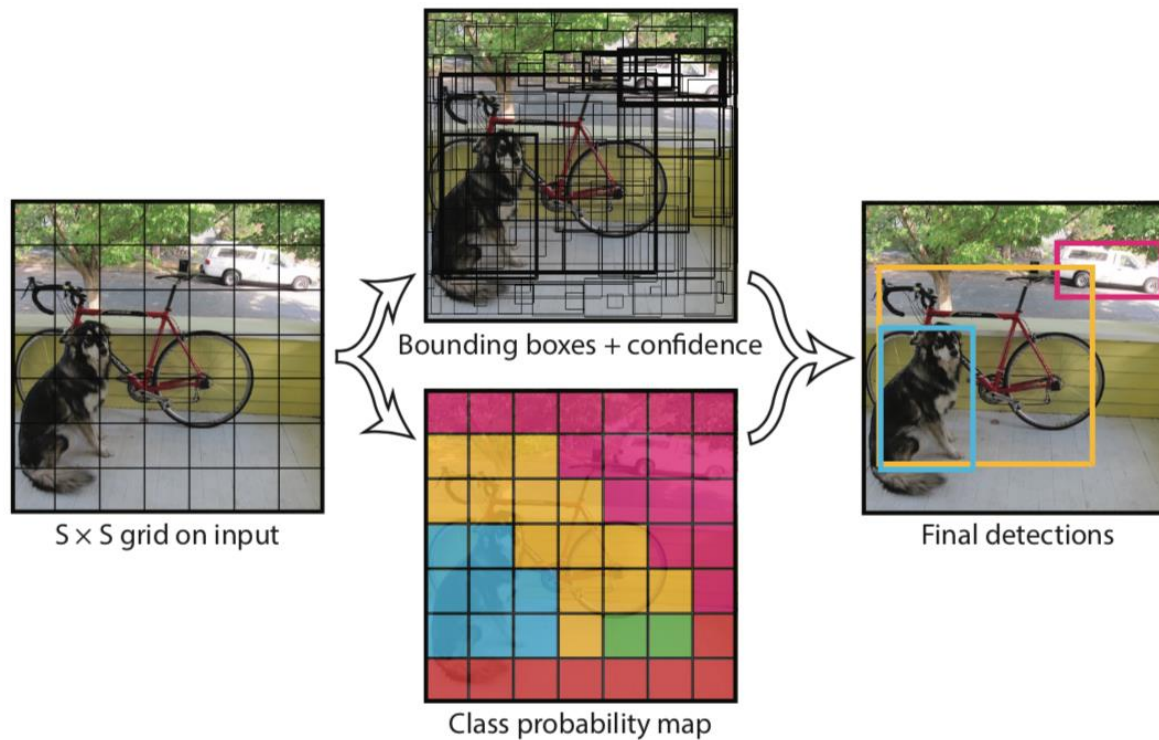 S × S grid on input
Bounding boxes + confidence
Class probability map
Final detections